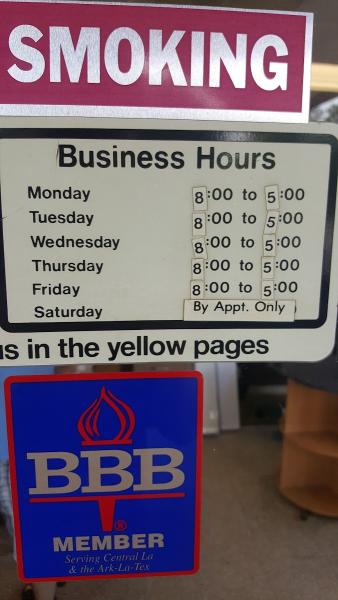 SMOKING
Business Hours
Monday 8:00 to 5:00
Tuesday 8:00 to 5:00
Wednesday 8:00 to 5:00
Thursday 8:00 to 5:00
Friday 8:00 to 5:00
Saturday By Appt. Only
us in the yellow pages
BBB
®
MEMBER
Serving Central La
& the Ark-La-Tex